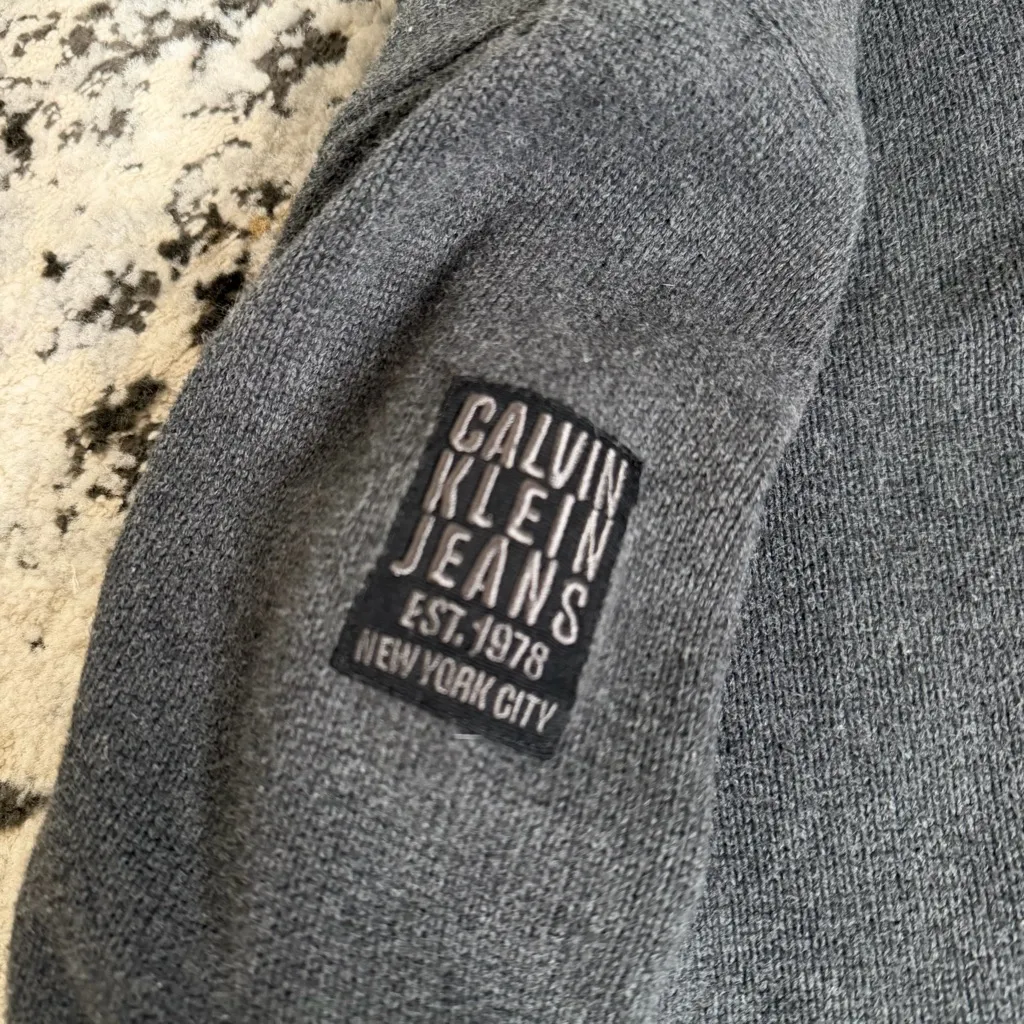 CALVIN
KLEIN
JEANS
EST. 1978
NEW YORK CITY